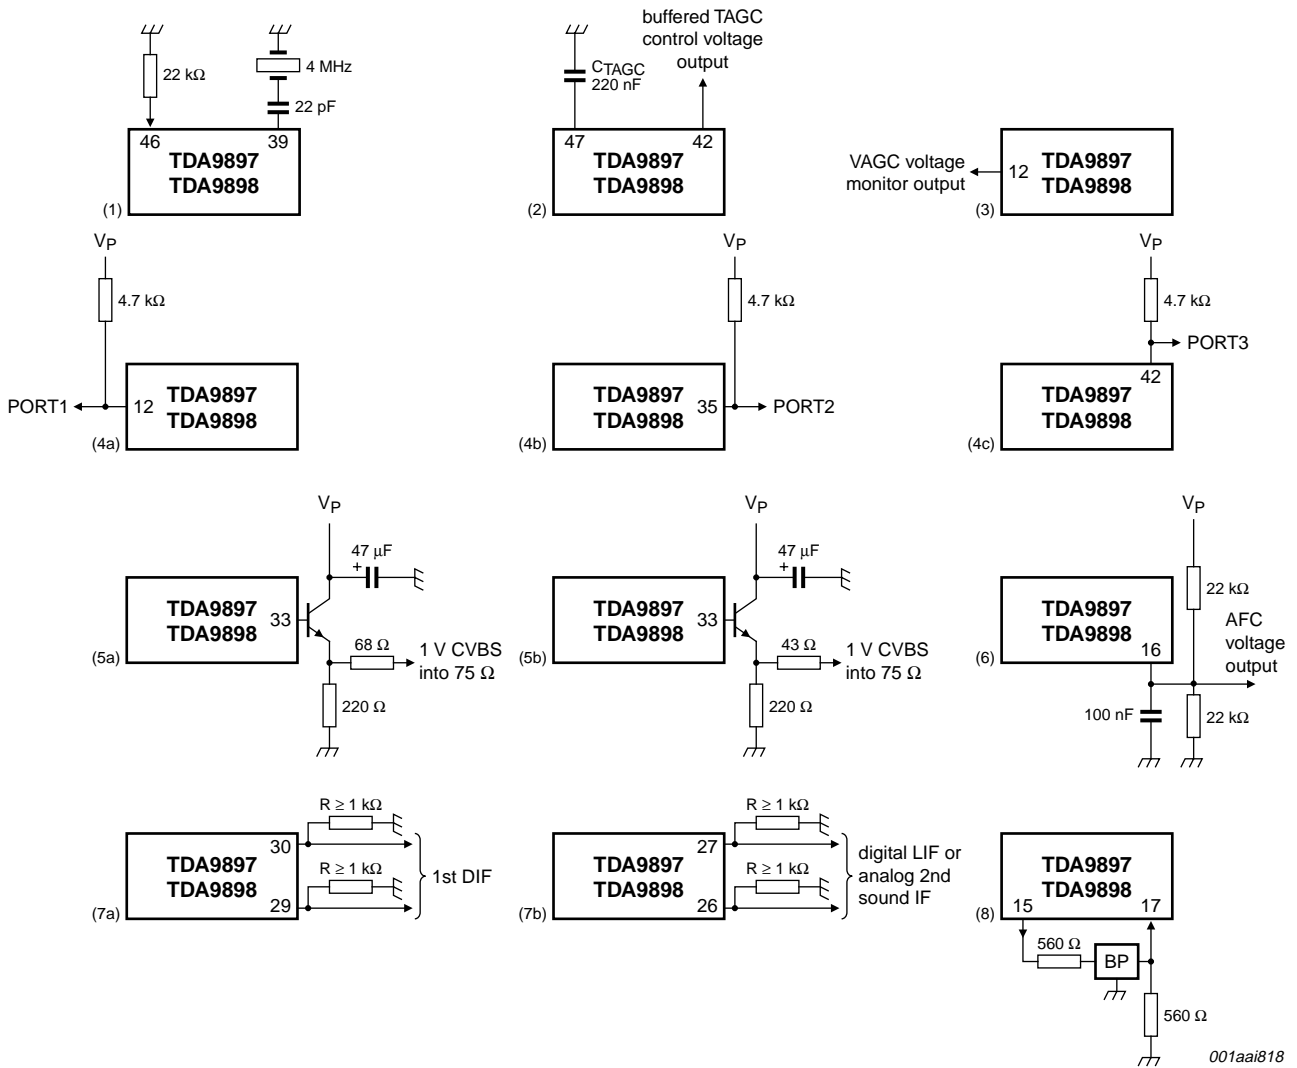 22 kΩ
4 MHz
22 pF
46
39
TDA9897
TDA9898
(1)
buffered TAGC
control voltage
output
CTAGC
220 nF
47
42
TDA9897
TDA9898
(2)
VAGC voltage
monitor output
12
TDA9897
TDA9898
(3)
VP
4.7 kΩ
PORT1
12
TDA9897
TDA9898
(4a)
VP
4.7 kΩ
TDA9897
TDA9898
35
PORT2
(4b)
VP
4.7 kΩ
PORT3
42
TDA9897
TDA9898
(4c)
VP
47 μF
+
TDA9897
TDA9898
33
68 Ω
1 V CVBS
into 75 Ω
220 Ω
(5a)
VP
47 μF
+
TDA9897
TDA9898
33
43 Ω
1 V CVBS
into 75 Ω
220 Ω
(5b)
VP
22 kΩ
TDA9897
TDA9898
16
AFC
voltage
output
100 nF
22 kΩ
(6)
R ≥ 1 kΩ
30
TDA9897
TDA9898
R ≥ 1 kΩ
29
1st DIF
(7a)
R ≥ 1 kΩ
27
TDA9897
TDA9898
R ≥ 1 kΩ
26
digital LIF or
analog 2nd
sound IF
(7b)
TDA9897
TDA9898
15
17
(8)
560 Ω
BP
560 Ω
001aai818